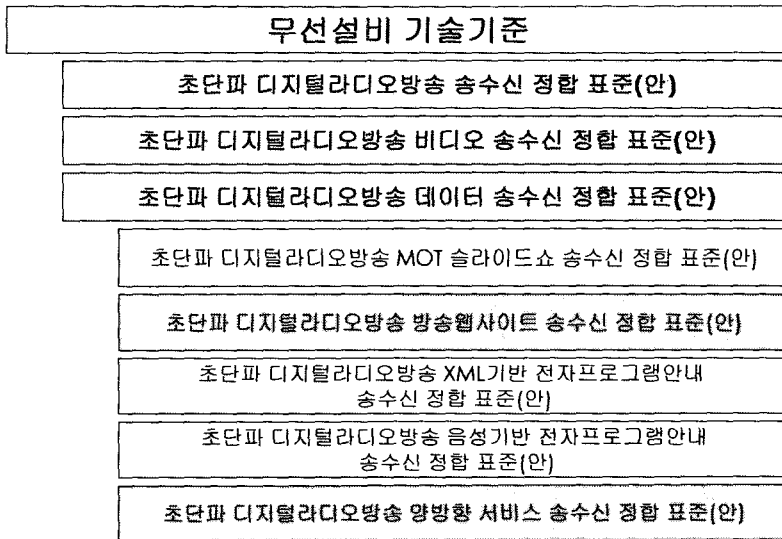 무선설비 기술기준
초단파 디지털라디오방송 송수신 정합 표준(안)
초단파 디지털라디오방송 비디오 송수신 정합 표준(안)
초단파 디지털라디오방송 데이터 송수신 정합 표준(안)
초단파 디지털라디오방송 MOT 슬라이드쇼 송수신 정합 표준(안)
초단파 디지털라디오방송 방송웹사이트 송수신 정합 표준(안)
초단파 디지털라디오방송 XML기반 전자프로그램안내
송수신 정합 표준(안)
초단파 디지털라디오방송 음성기반 전자프로그램안내
송수신 정합 표준(안)
초단파 디지털라디오방송 양방향 서비스 송수신 정합 표준(안)